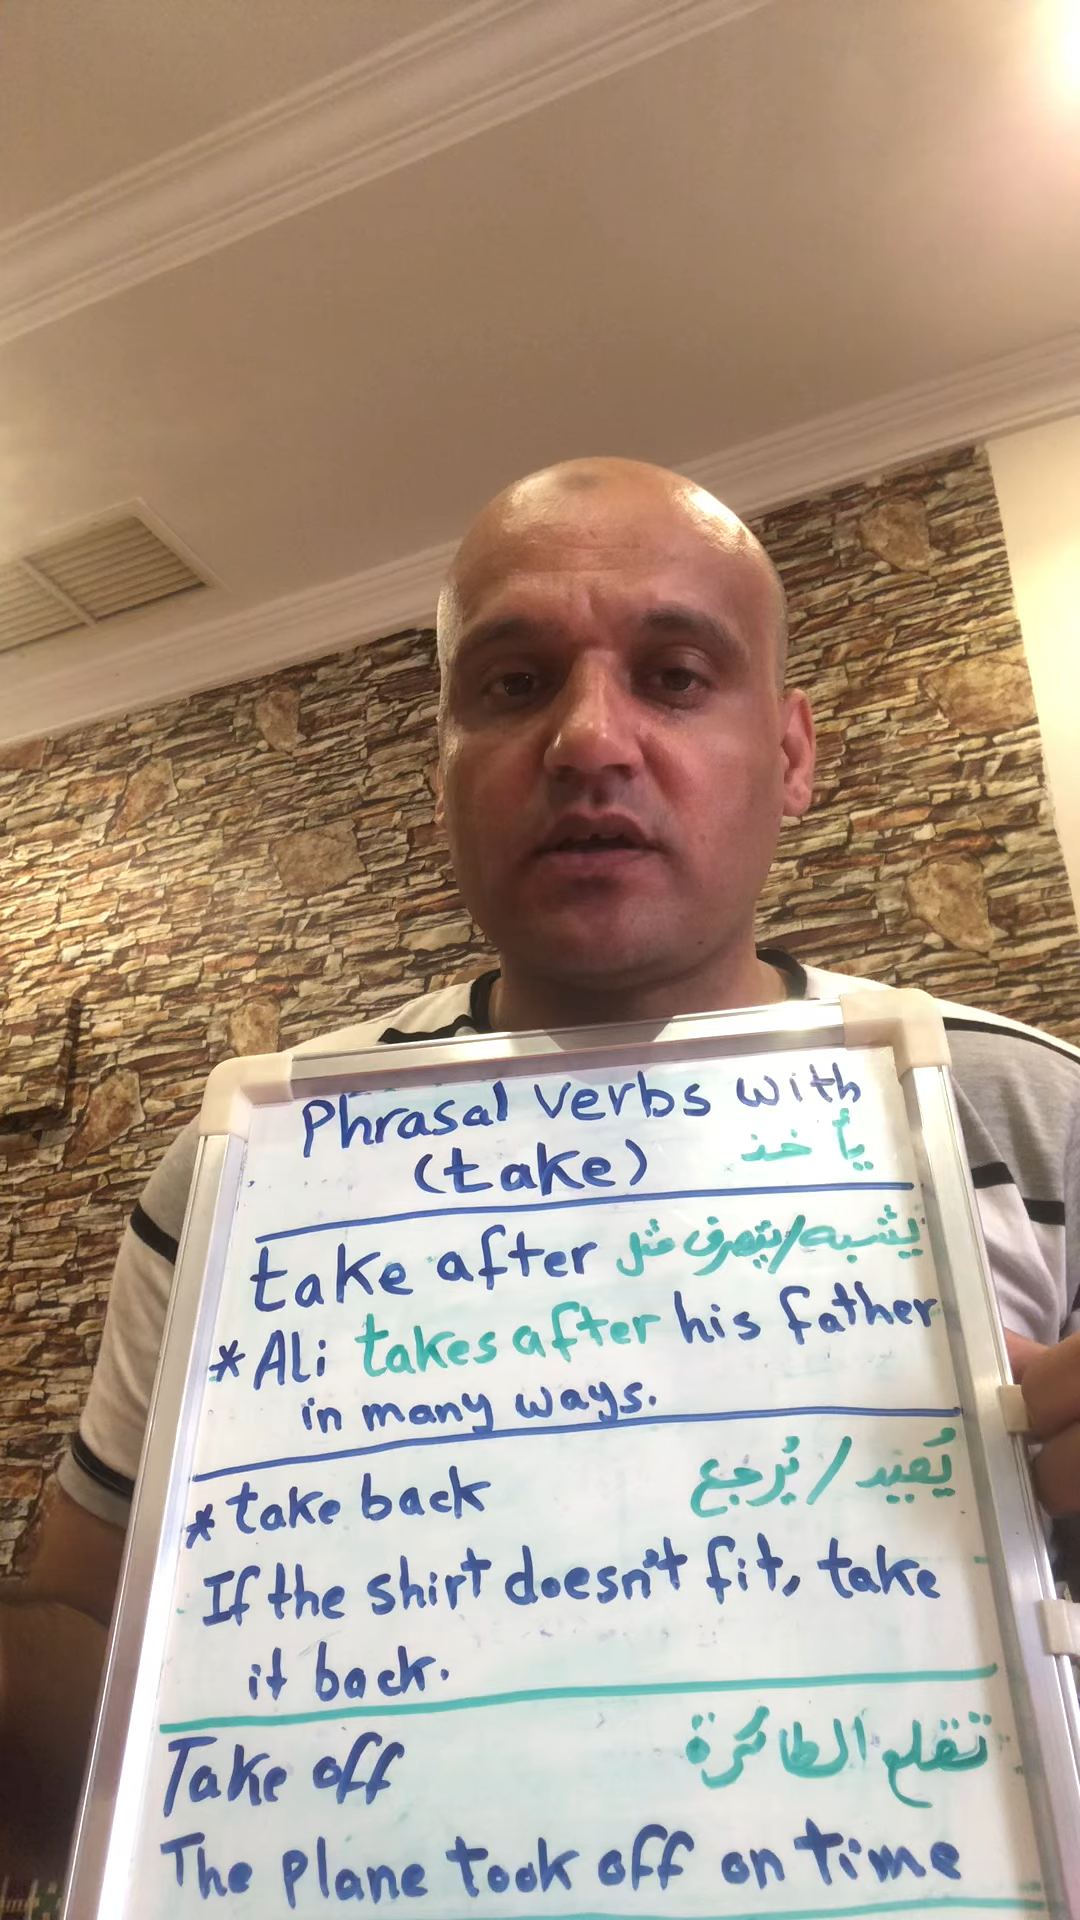 Phrasal verbs with
(take) يأخذ
take after يشبه/يتصرف مثل
*Ali takes after his father
in many ways.
*take back يُعيد/يُرجع
If the shirt doesn't fit, take
it back.
Take off تقلع الطائرة
The plane took off on time